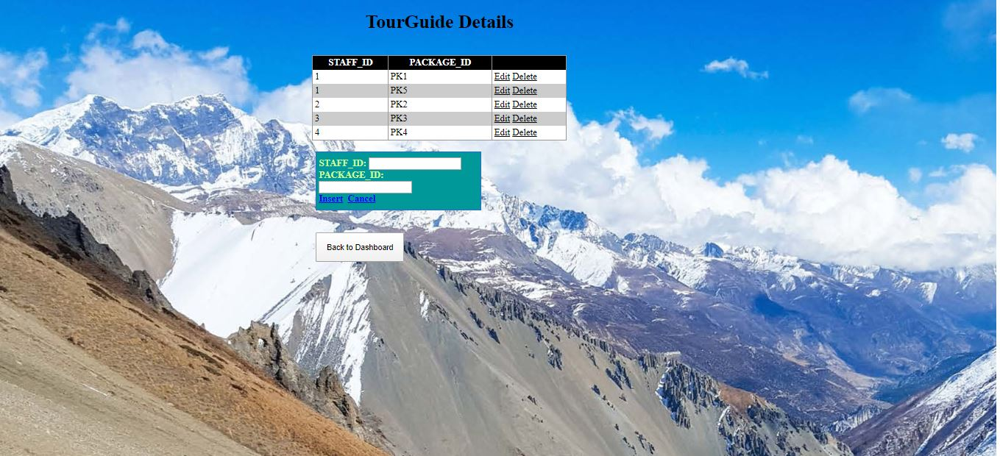 TourGuide Details
STAFF_ID PACKAGE_ID
1 PK1 Edit Delete
1 PK5 Edit Delete
2 PK2 Edit Delete
3 PK3 Edit Delete
4 PK4 Edit Delete
STAFF_ID:
PACKAGE_ID:
Insert Cancel
Back to Dashboard